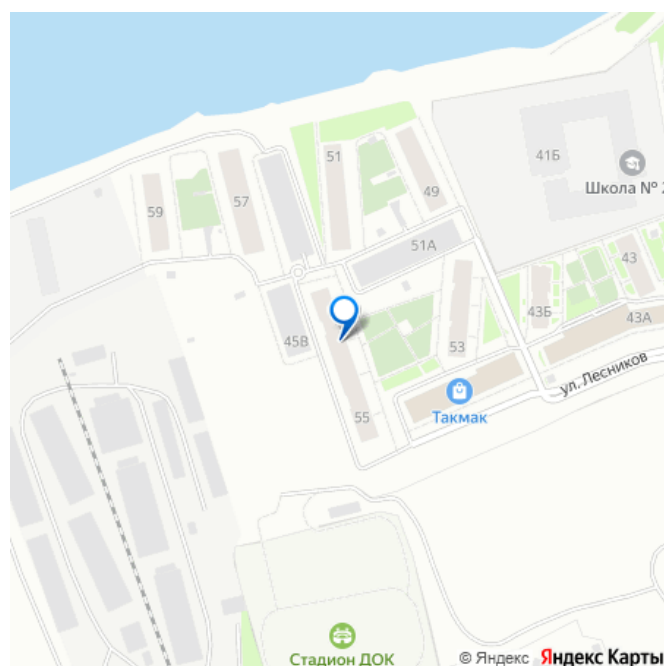 51
41Б
Школа № 2
59
57
49
51А
43
43Б
43А
45В
53
ул. Лесников
55
Такмак
Стадион ДОК
© Яндекс Яндекс Карты